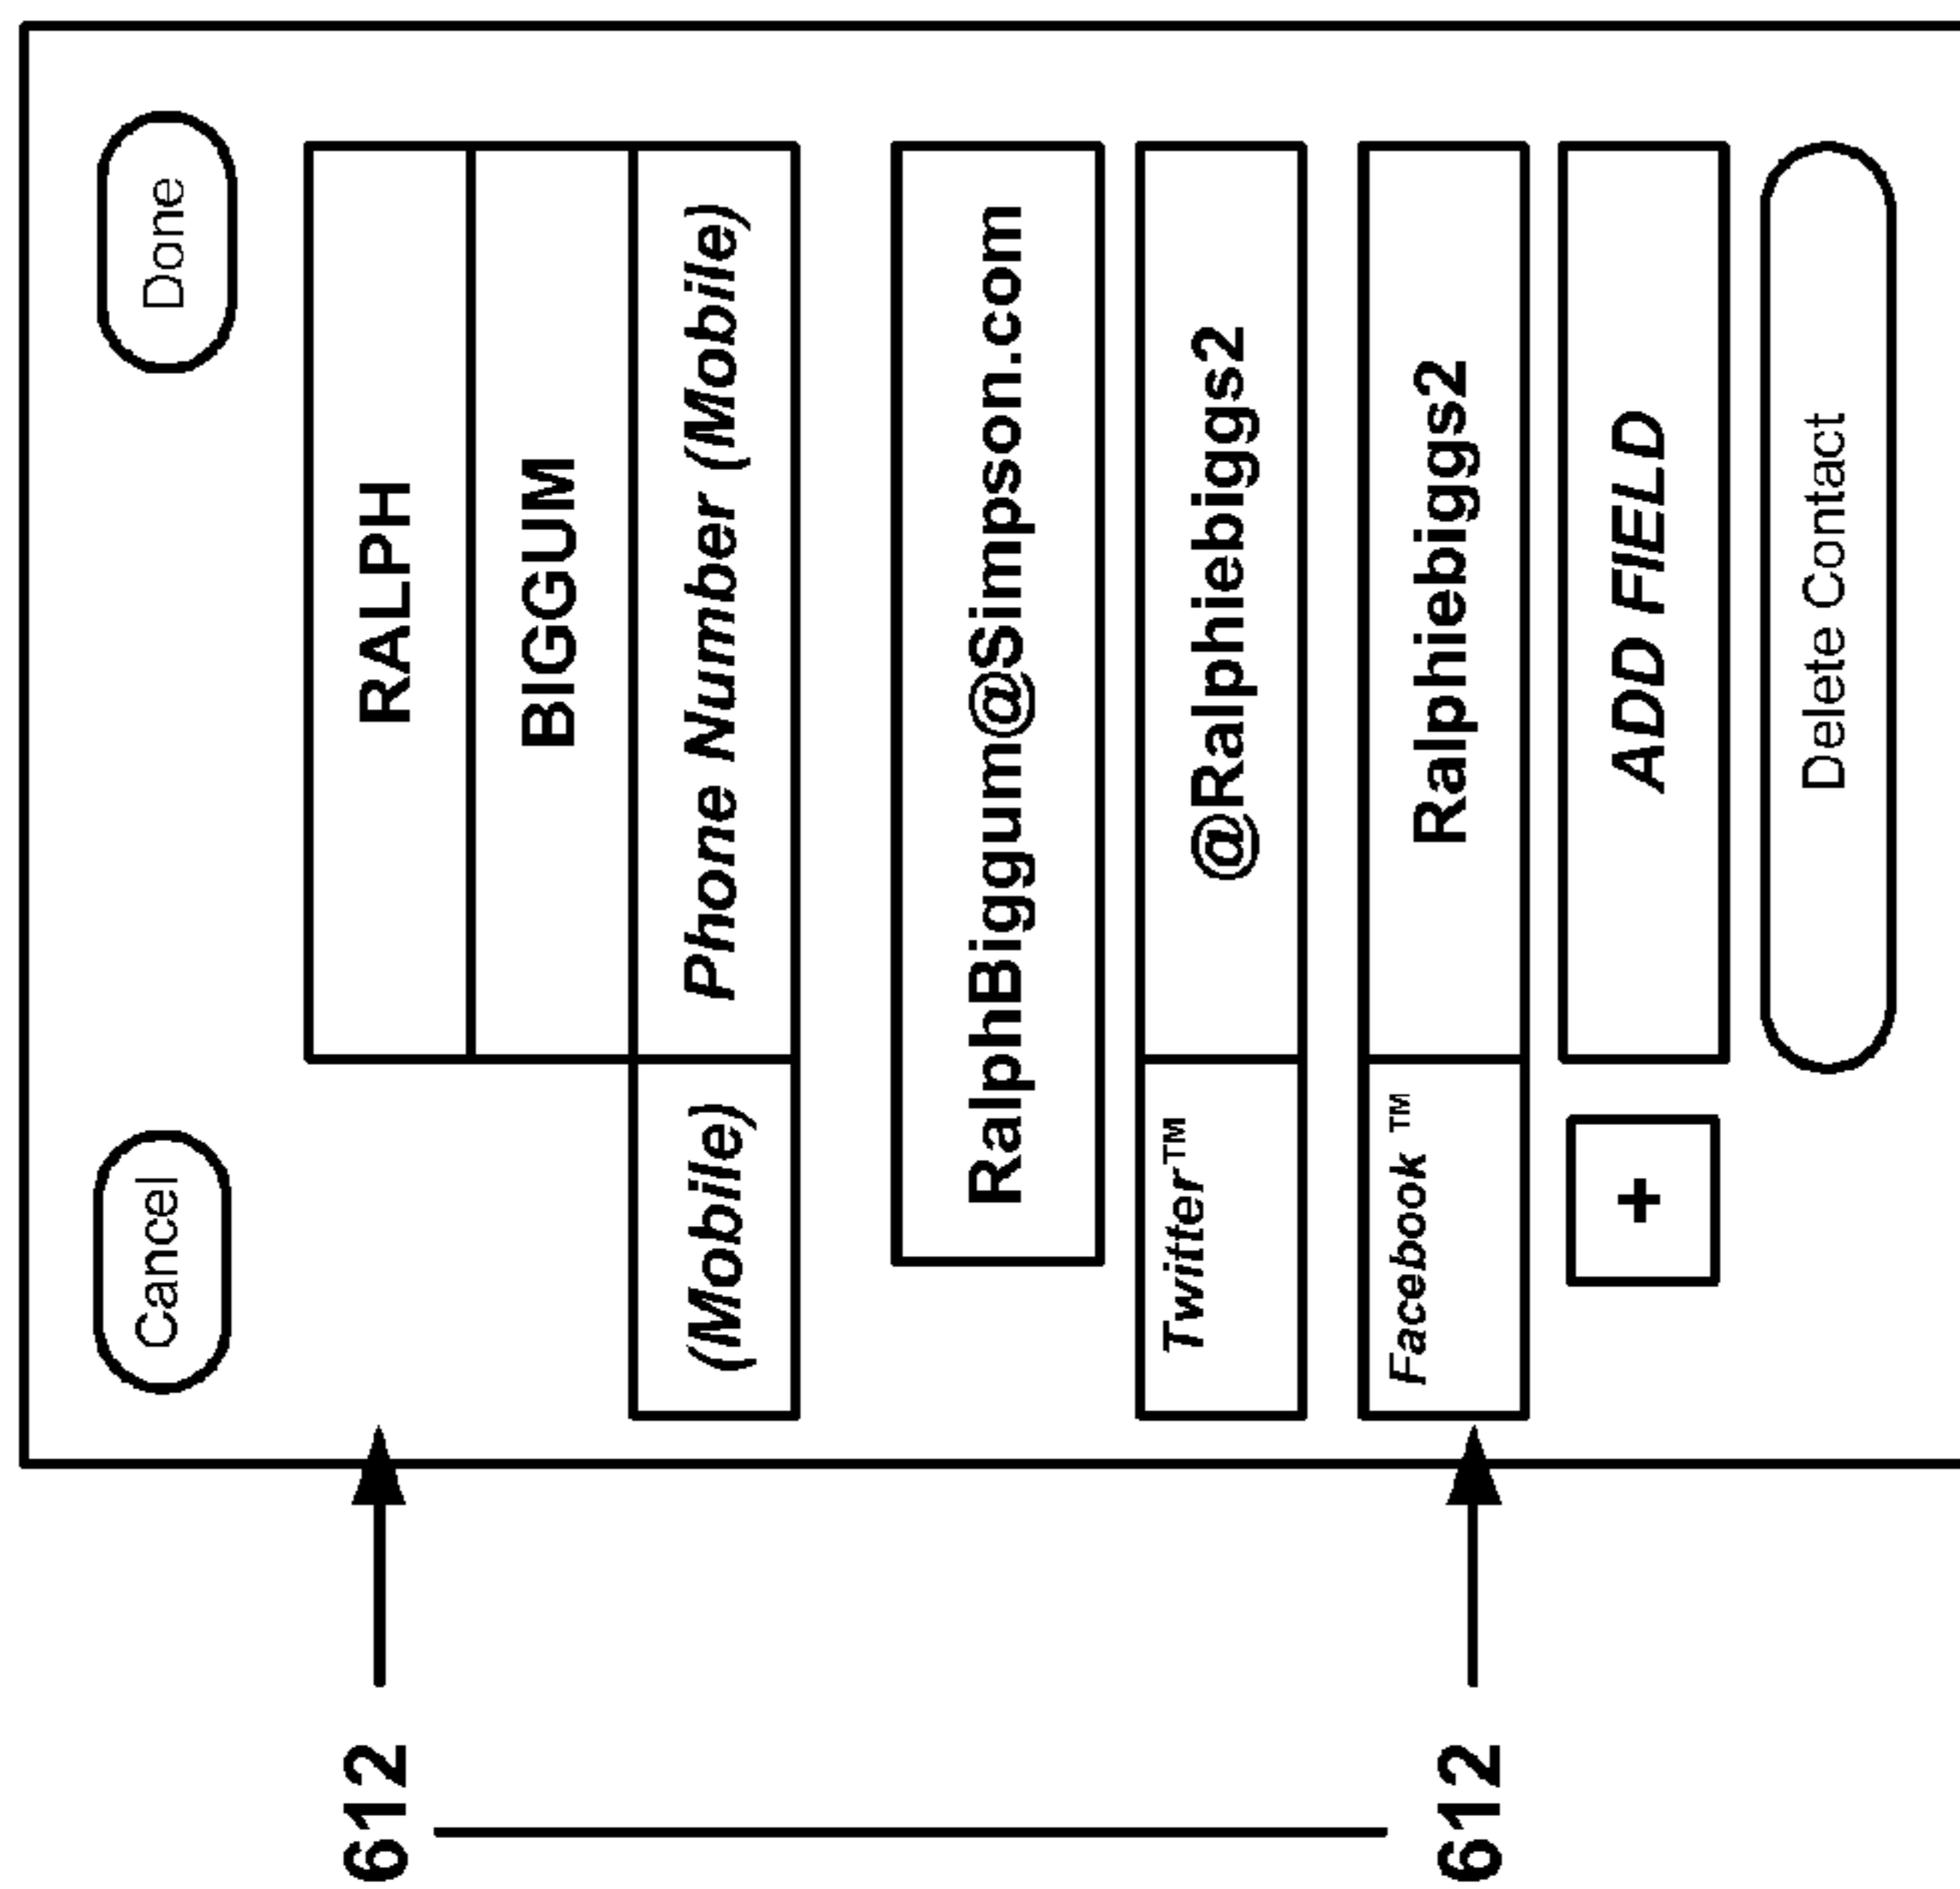 Cancel Done
612 RALPH
BIGGUM
(Mobile) Phone Number (Mobile)
RalphBiggum@Simpson.com
Twitter™ @Ralphiebiggs2
612 Facebook ™ Ralphiebiggs2
+ ADD FIELD
Delete Contact